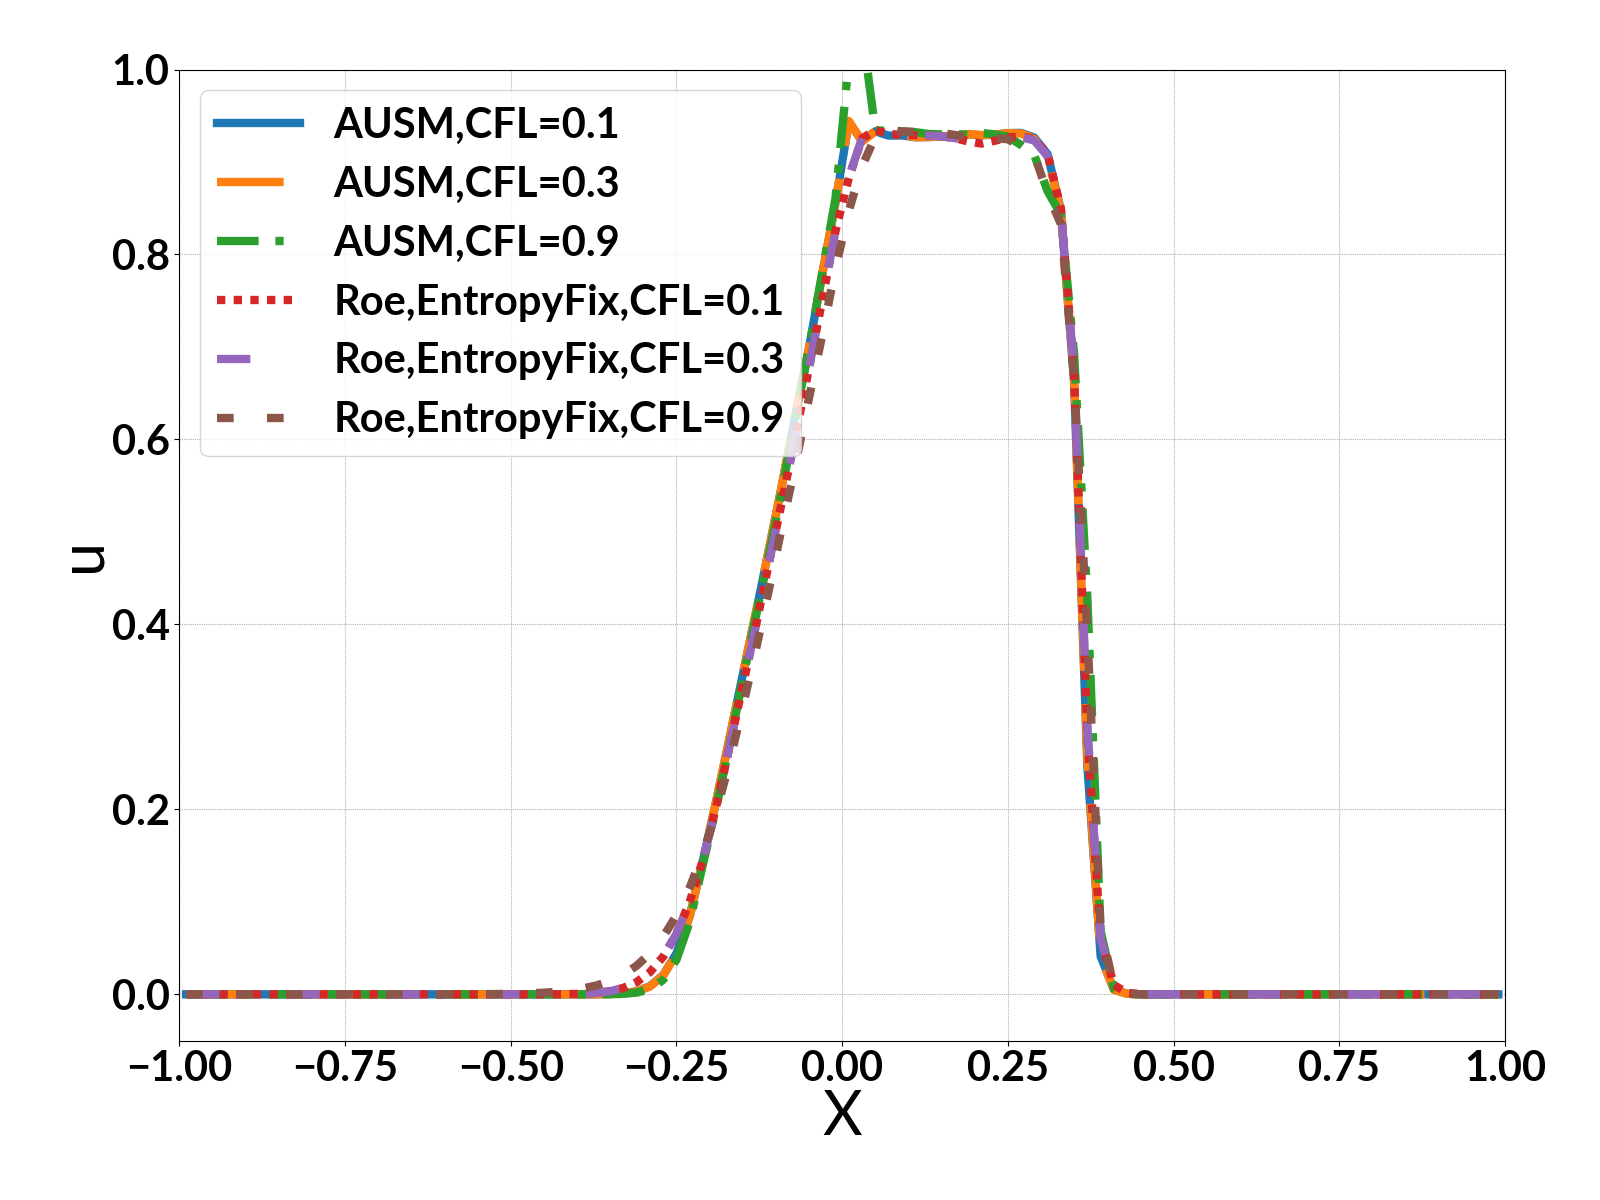 1.0
0.8
0.6
0.4
0.2
0.0
u
AUSM,CFL=0.1
AUSM,CFL=0.3
AUSM,CFL=0.9
Roe,EntropyFix,CFL=0.1
Roe,EntropyFix,CFL=0.3
Roe,EntropyFix,CFL=0.9
−1.00 −0.75 −0.50 −0.25 0.00 0.25 0.50 0.75 1.00
X